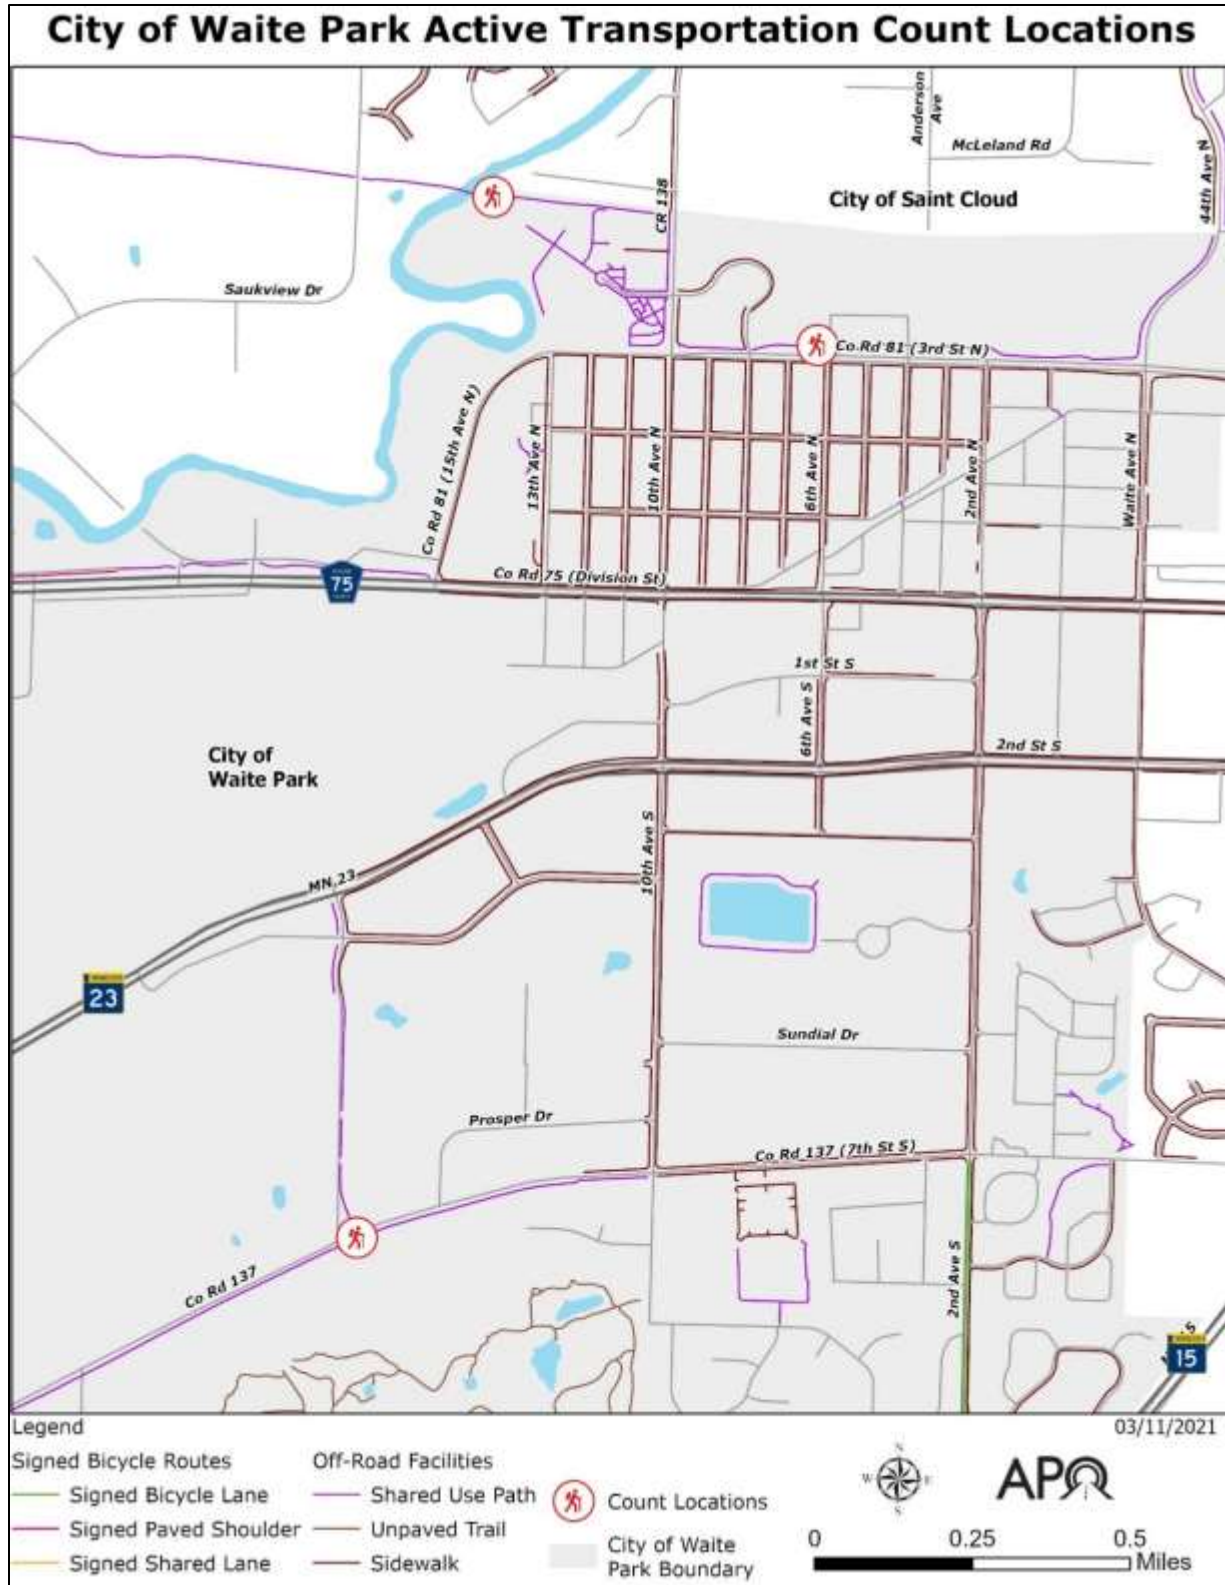 City of Waite Park Active Transportation Count Locations
Anderson
Ave
McLeland Rd
44th Ave N
CR 138
City of Saint Cloud
Saukview Dr
Co Rd 81 (3rd St N)
Co Rd 81 (15th Ave N)
13th Ave N
10th Ave N
6th Ave N
2nd Ave N
Waite Ave N
Co Rd 75 (Division St)
75
1st St S
6th Ave S
2nd St S
City of
Waite Park
10th Ave S
MN 23
23
Sundial Dr
Prosper Dr
Co Rd 137 (7th St S)
Co Rd 137
2nd Ave S
15
Legend
03/11/2021
Signed Bicycle Routes
Signed Bicycle Lane
Signed Paved Shoulder
Signed Shared Lane
Off-Road Facilities
Shared Use Path
Unpaved Trail
Sidewalk
Count Locations
City of Waite
Park Boundary
N
W E
S
APO
0 0.25 0.5
Miles